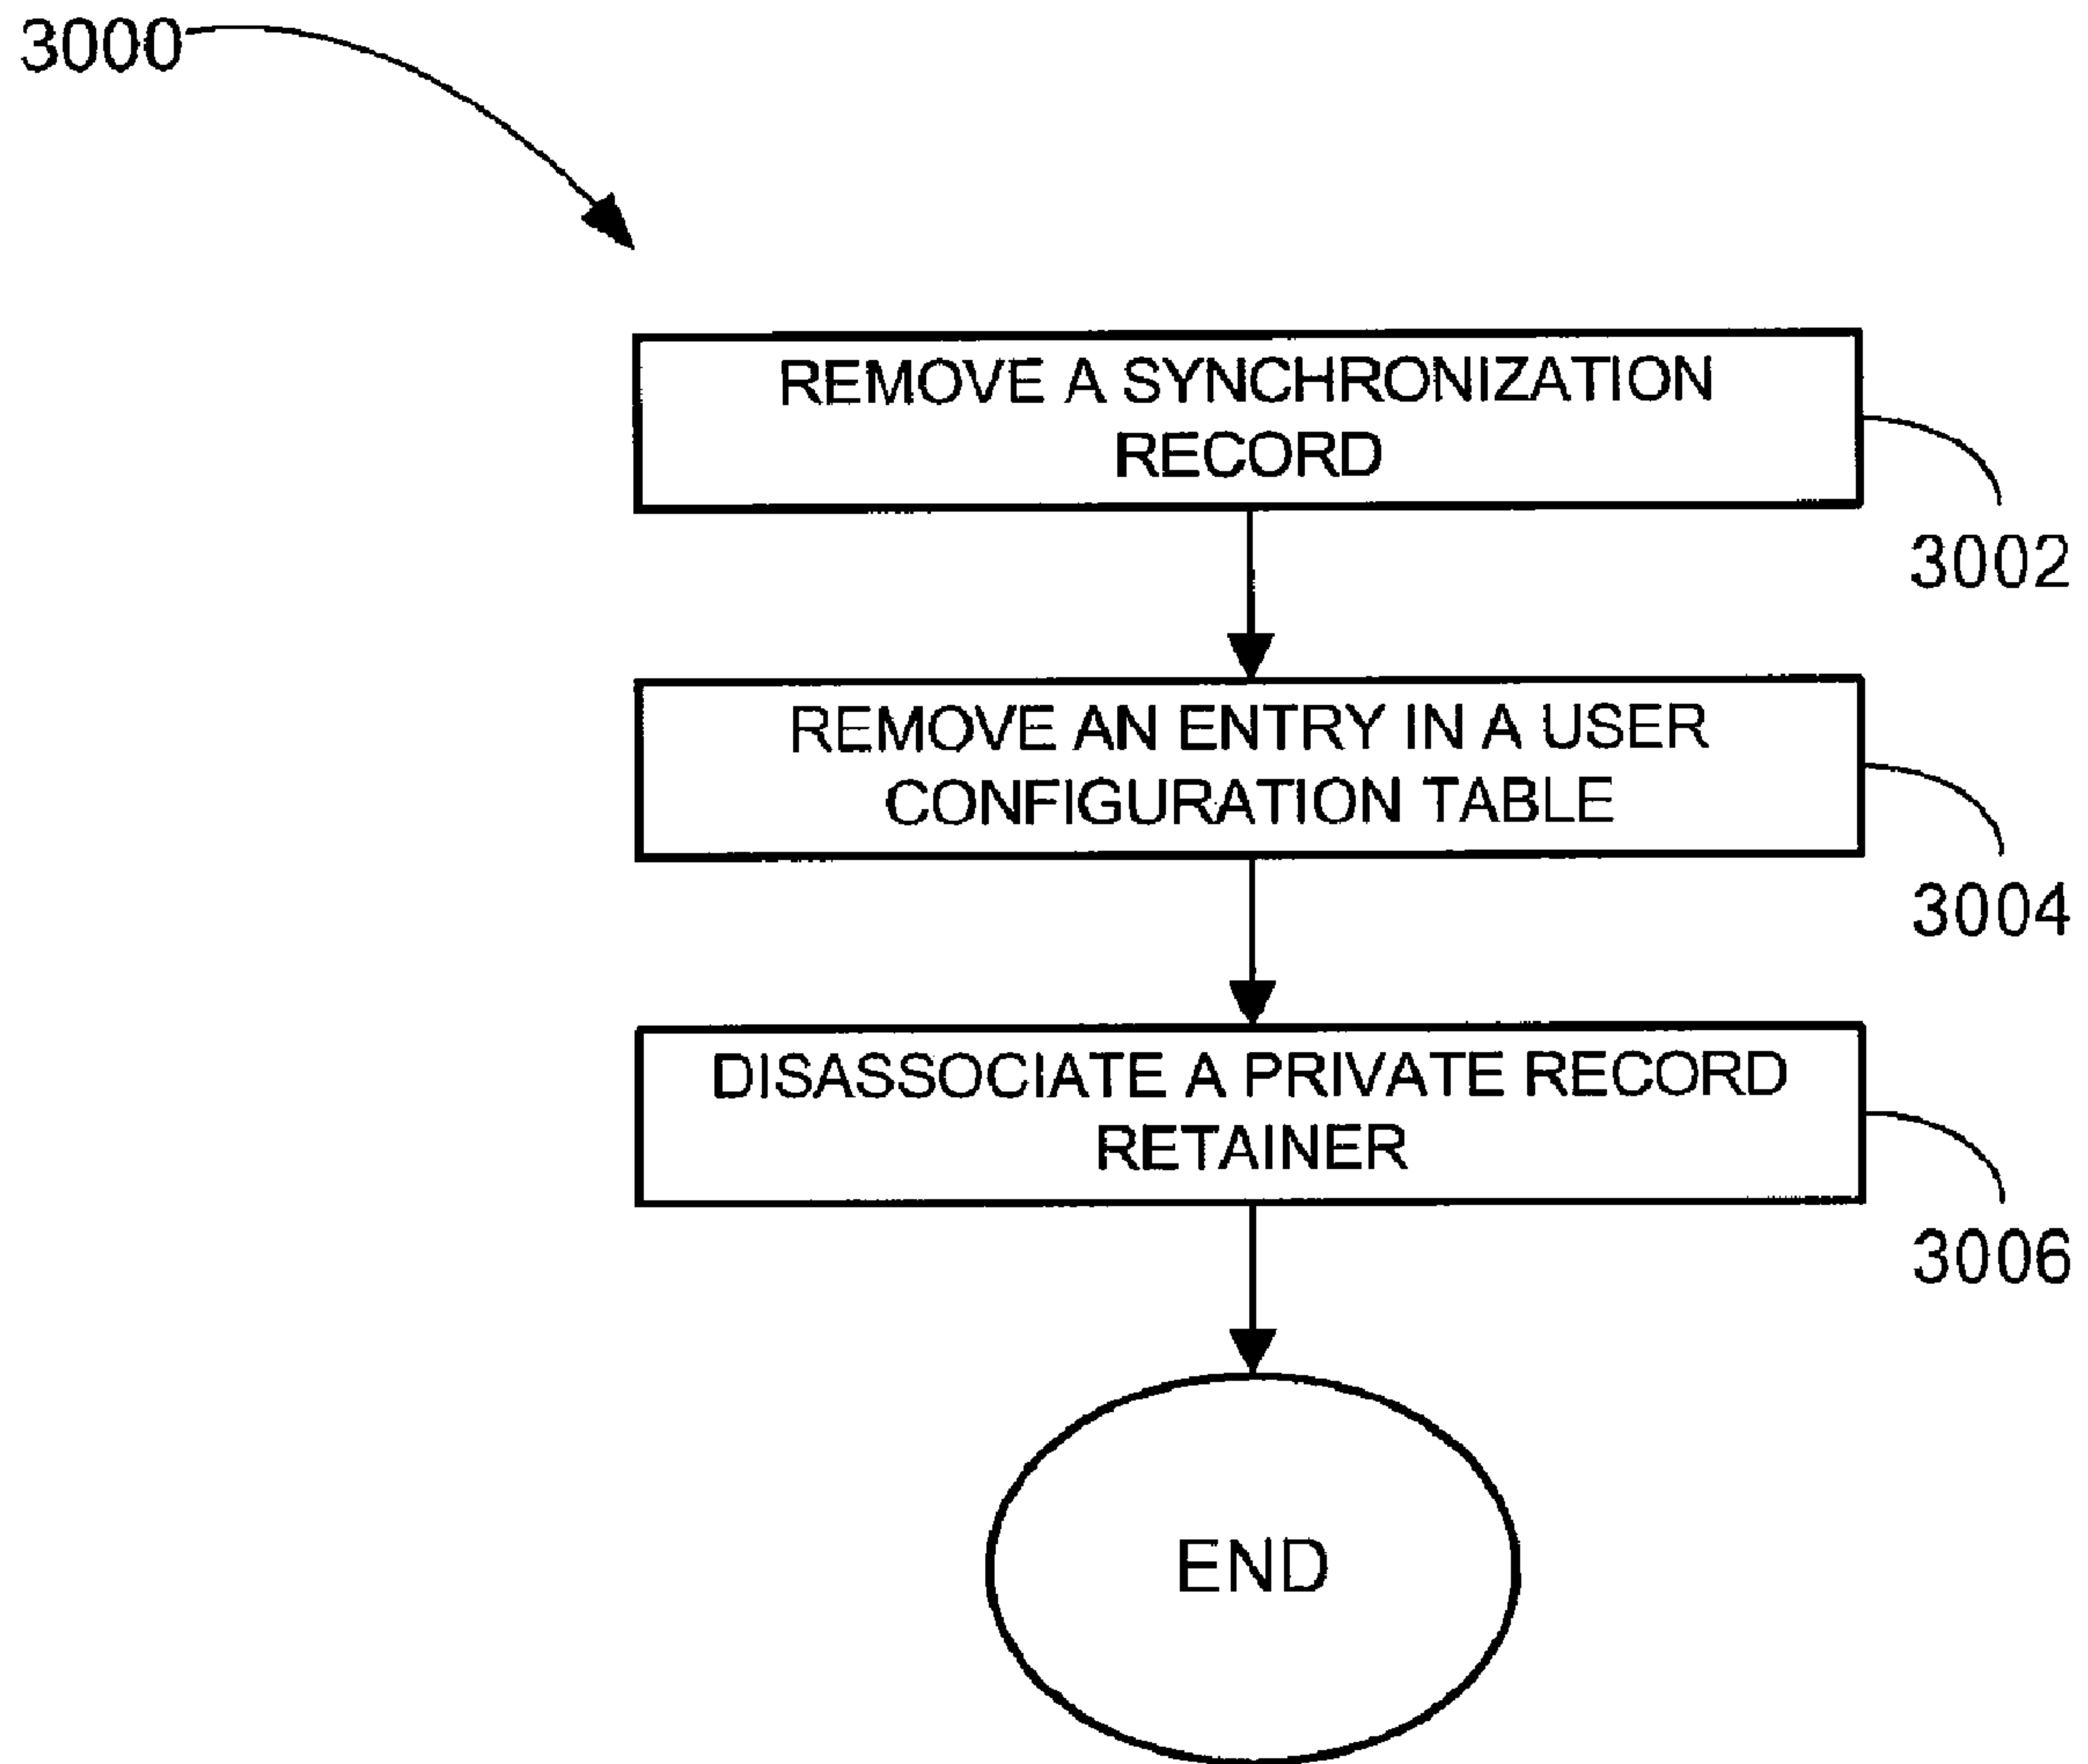 3000
REMOVE A SYNCHRONIZATION
RECORD
3002
REMOVE AN ENTRY IN A USER
CONFIGURATION TABLE
3004
DISASSOCIATE A PRIVATE RECORD
RETAINER
3006
END